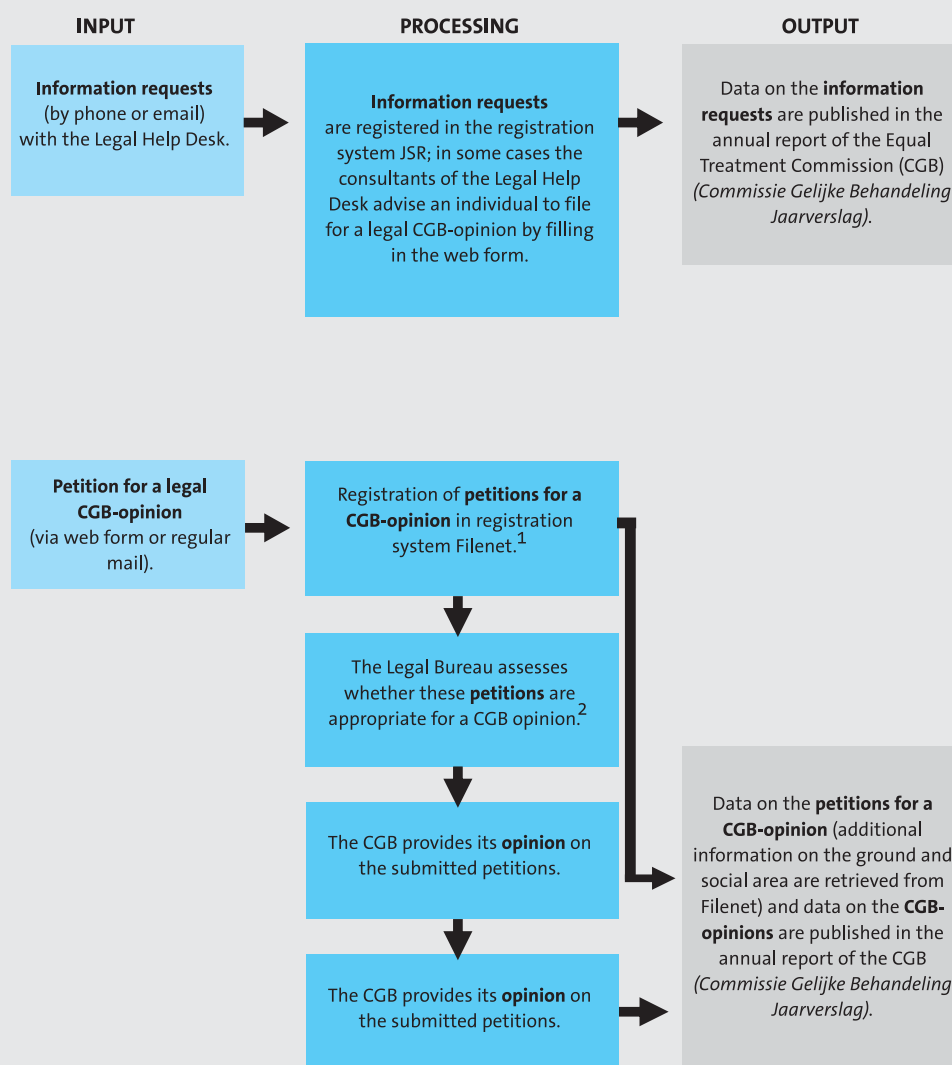 INPUT
PROCESSING
OUTPUT
Information requests
(by phone or email)
with the Legal Help Desk.
Information requests
are registered in the registration
system JSR; in some cases the
consultants of the Legal Help
Desk advise an individual to file
for a legal CGB-opinion by filling
in the web form.
Data on the information
requests are published in the
annual report of the Equal
Treatment Commission (CGB)
(Commissie Gelijke Behandeling
Jaarverslag).
Petition for a legal
CGB-opinion
(via web form or regular
mail).
Registration of petitions for a
CGB-opinion in registration
system Filenet.1
The Legal Bureau assesses
whether these petitions are
appropriate for a CGB opinion.2
The CGB provides its opinion on
the submitted petitions.
The CGB provides its opinion on
the submitted petitions.
Data on the petitions for a
CGB-opinion (additional
information on the ground and
social area are retrieved from
Filenet) and data on the CGB-
opinions are published in the
annual report of the CGB
(Commissie Gelijke Behandeling
Jaarverslag).